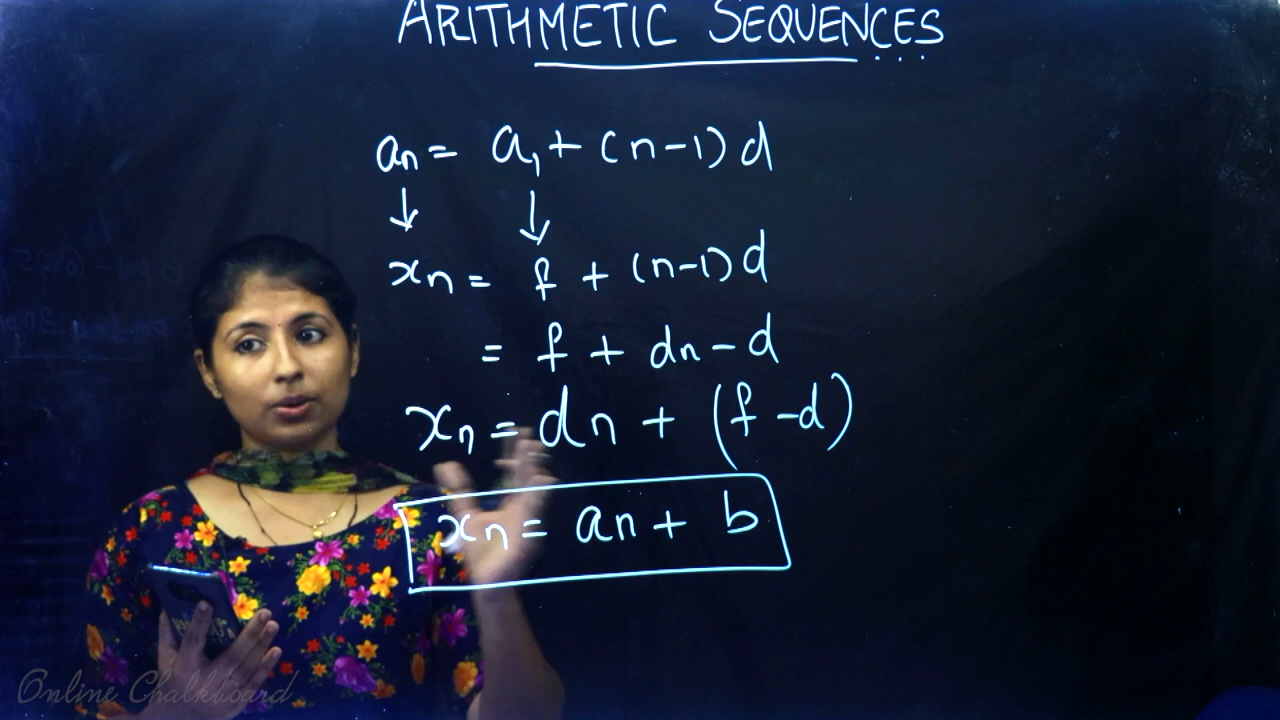 ARITHMETIC SEQUENCES...
an = a1 + (n-1)d
↓ ↓
xn = f + (n-1)d
= f + dn - d
xn = dn + (f - d)
xn = an + b
Online Chalkboard